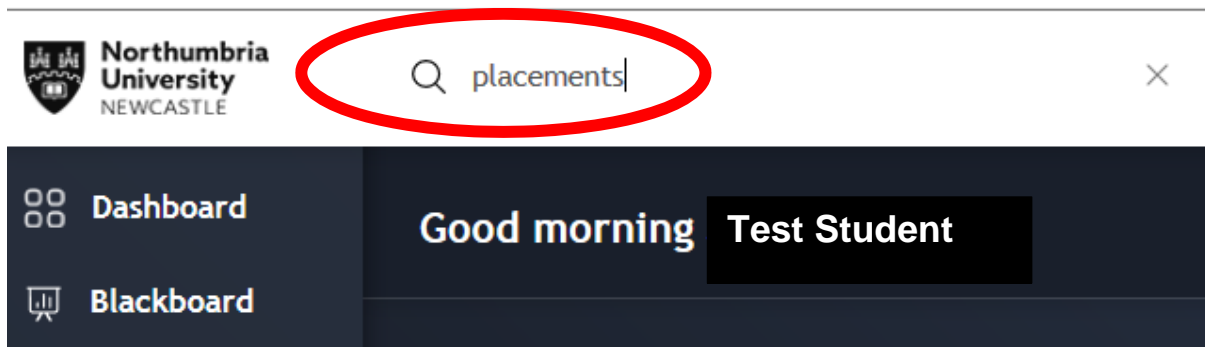 Northumbria
University
NEWCASTLE
placements
Dashboard
Good morning Test Student
Blackboard